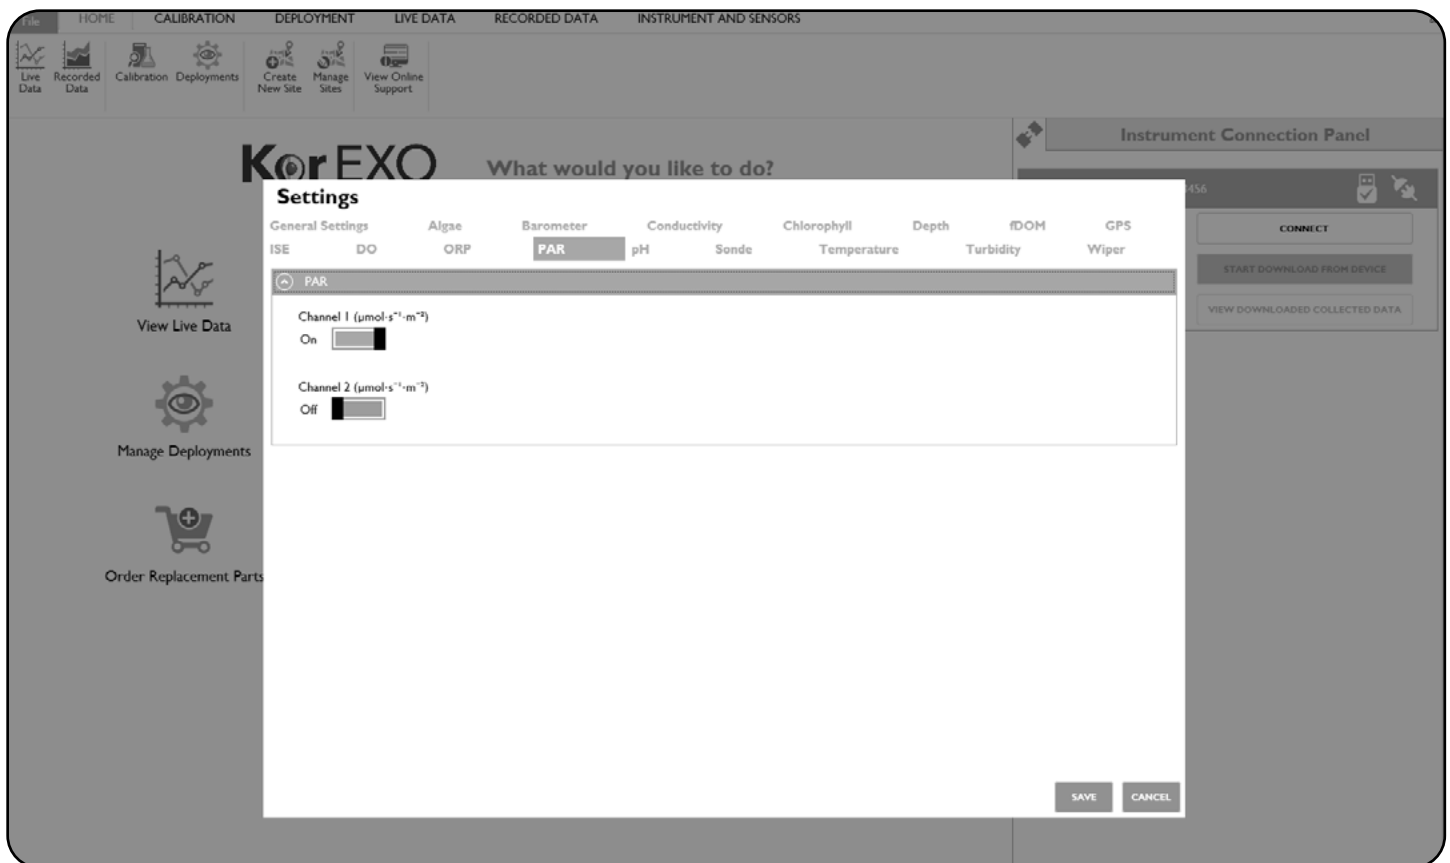 File HOME CALIBRATION DEPLOYMENT LIVE DATA RECORDED DATA INSTRUMENT AND SENSORS
Live Recorded Calibration Deployments Create Manage View Online
Data Data New Site Sites Support
Instrument Connection Panel
KorEXO What would you like to do?
3456
Settings
General Settings Algae Barometer Conductivity Chlorophyll Depth fDOM GPS
CONNECT
ISE DO ORP PAR pH Sonde Temperature Turbidity Wiper
START DOWNLOAD FROM DEVICE
PAR
VIEW DOWNLOADED COLLECTED DATA
Channel 1 (µmol·s⁻¹·m⁻²)
View Live Data
On
Channel 2 (µmol·s⁻¹·m⁻²)
Off
Manage Deployments
Order Replacement Parts
SAVE CANCEL